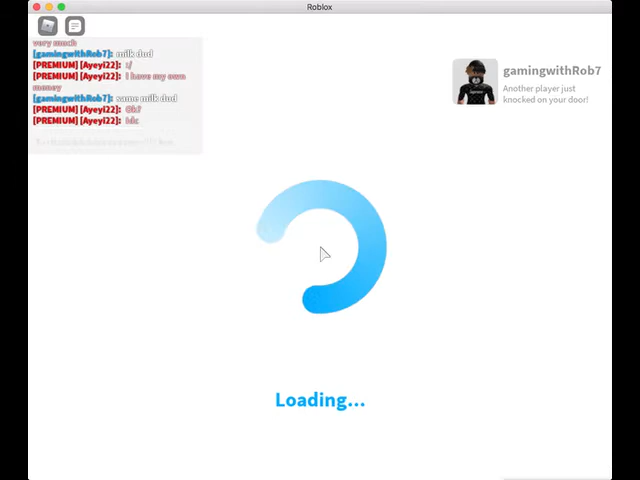 Roblox
very much
[gamingwithRob7]: milk dud
[PREMIUM] [Ayeyi22]: :/
[PREMIUM] [Ayeyi22]: I have my own
money
[gamingwithRob7]: same milk dud
[PREMIUM] [Ayeyi22]: Ok?
[PREMIUM] [Ayeyi22]: Idc
gamingwithRob7
Another player just
knocked on your door!
Loading...